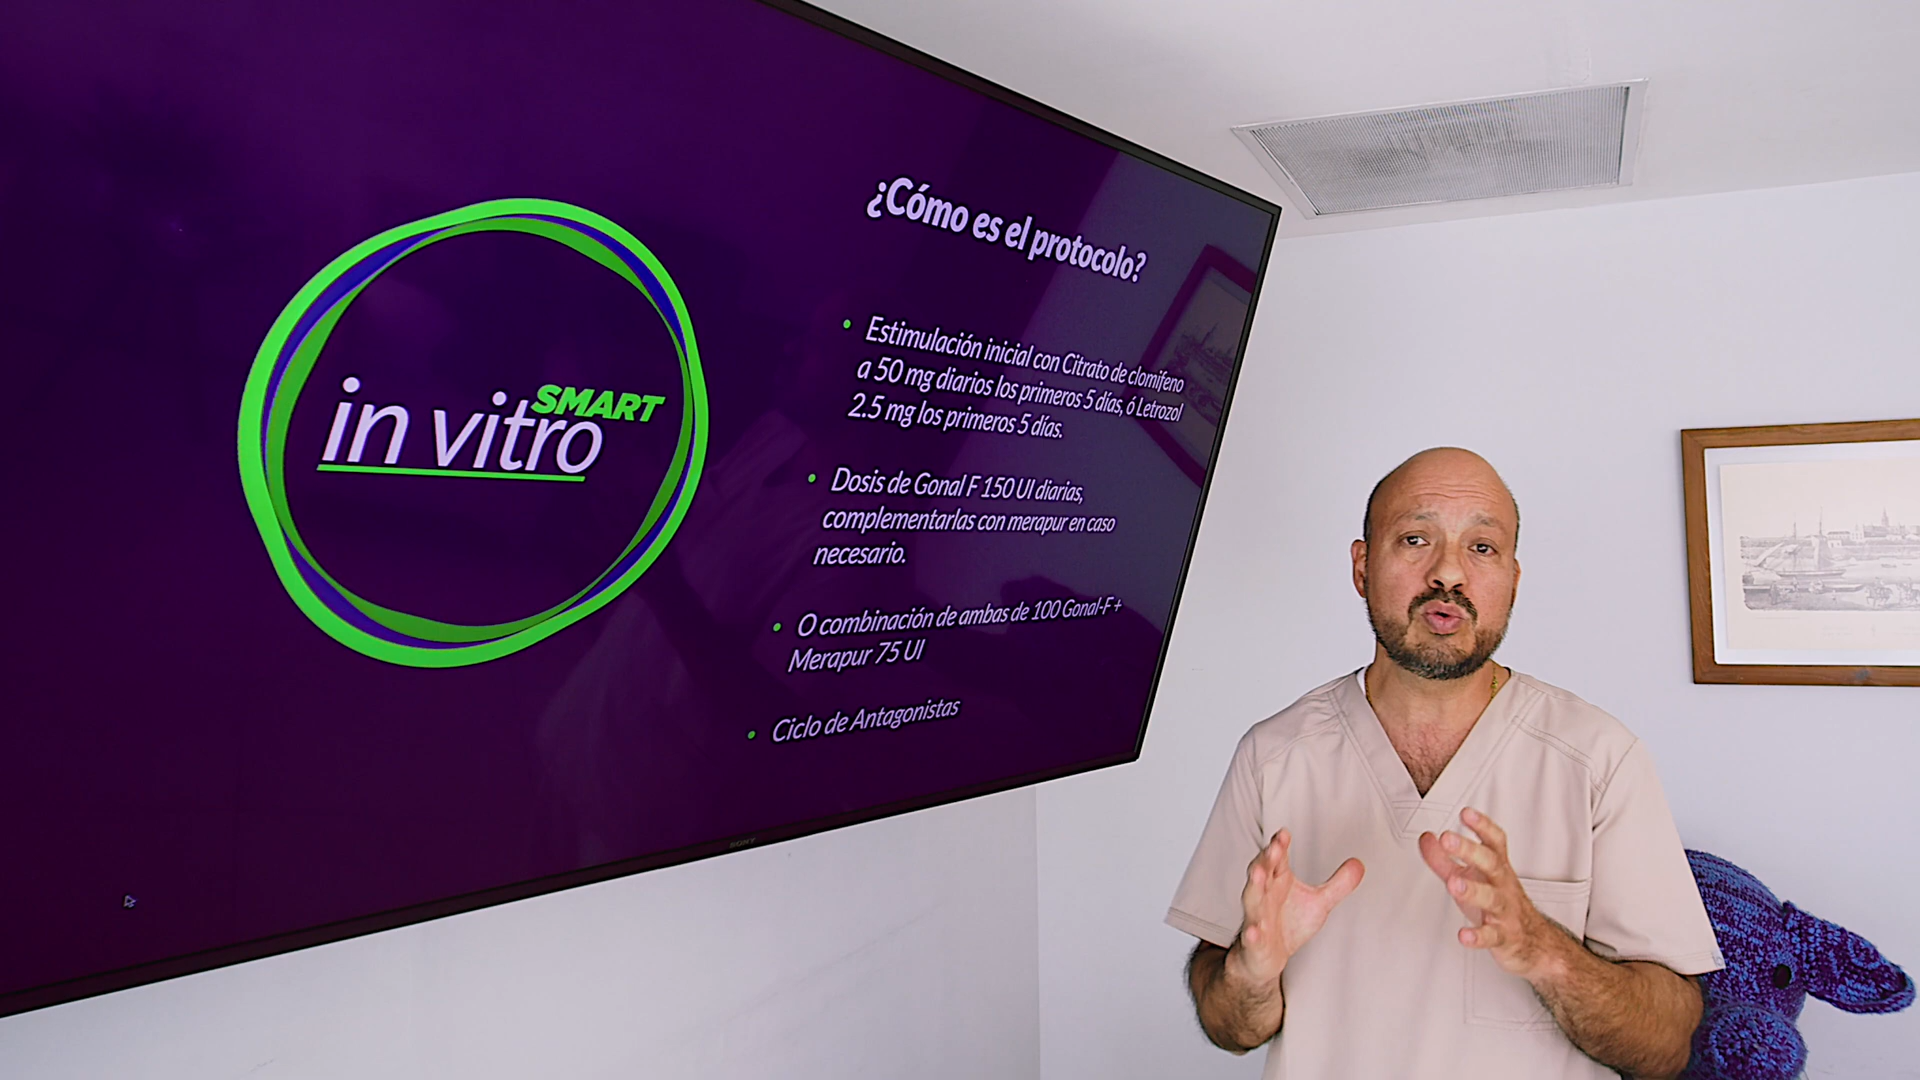 in vitro
SMART
¿Cómo es el protocolo?
• Estimulación inicial con Citrato de clomifeno
a 50 mg diarios los primeros 5 días, ó Letrozol
2.5 mg los primeros 5 días.
• Dosis de Gonal F 150 UI diarias,
complementarlas con merapur en caso
necesario.
• O combinación de ambas de 100 Gonal-F +
Merapur 75 UI
• Ciclo de Antagonistas
SONY